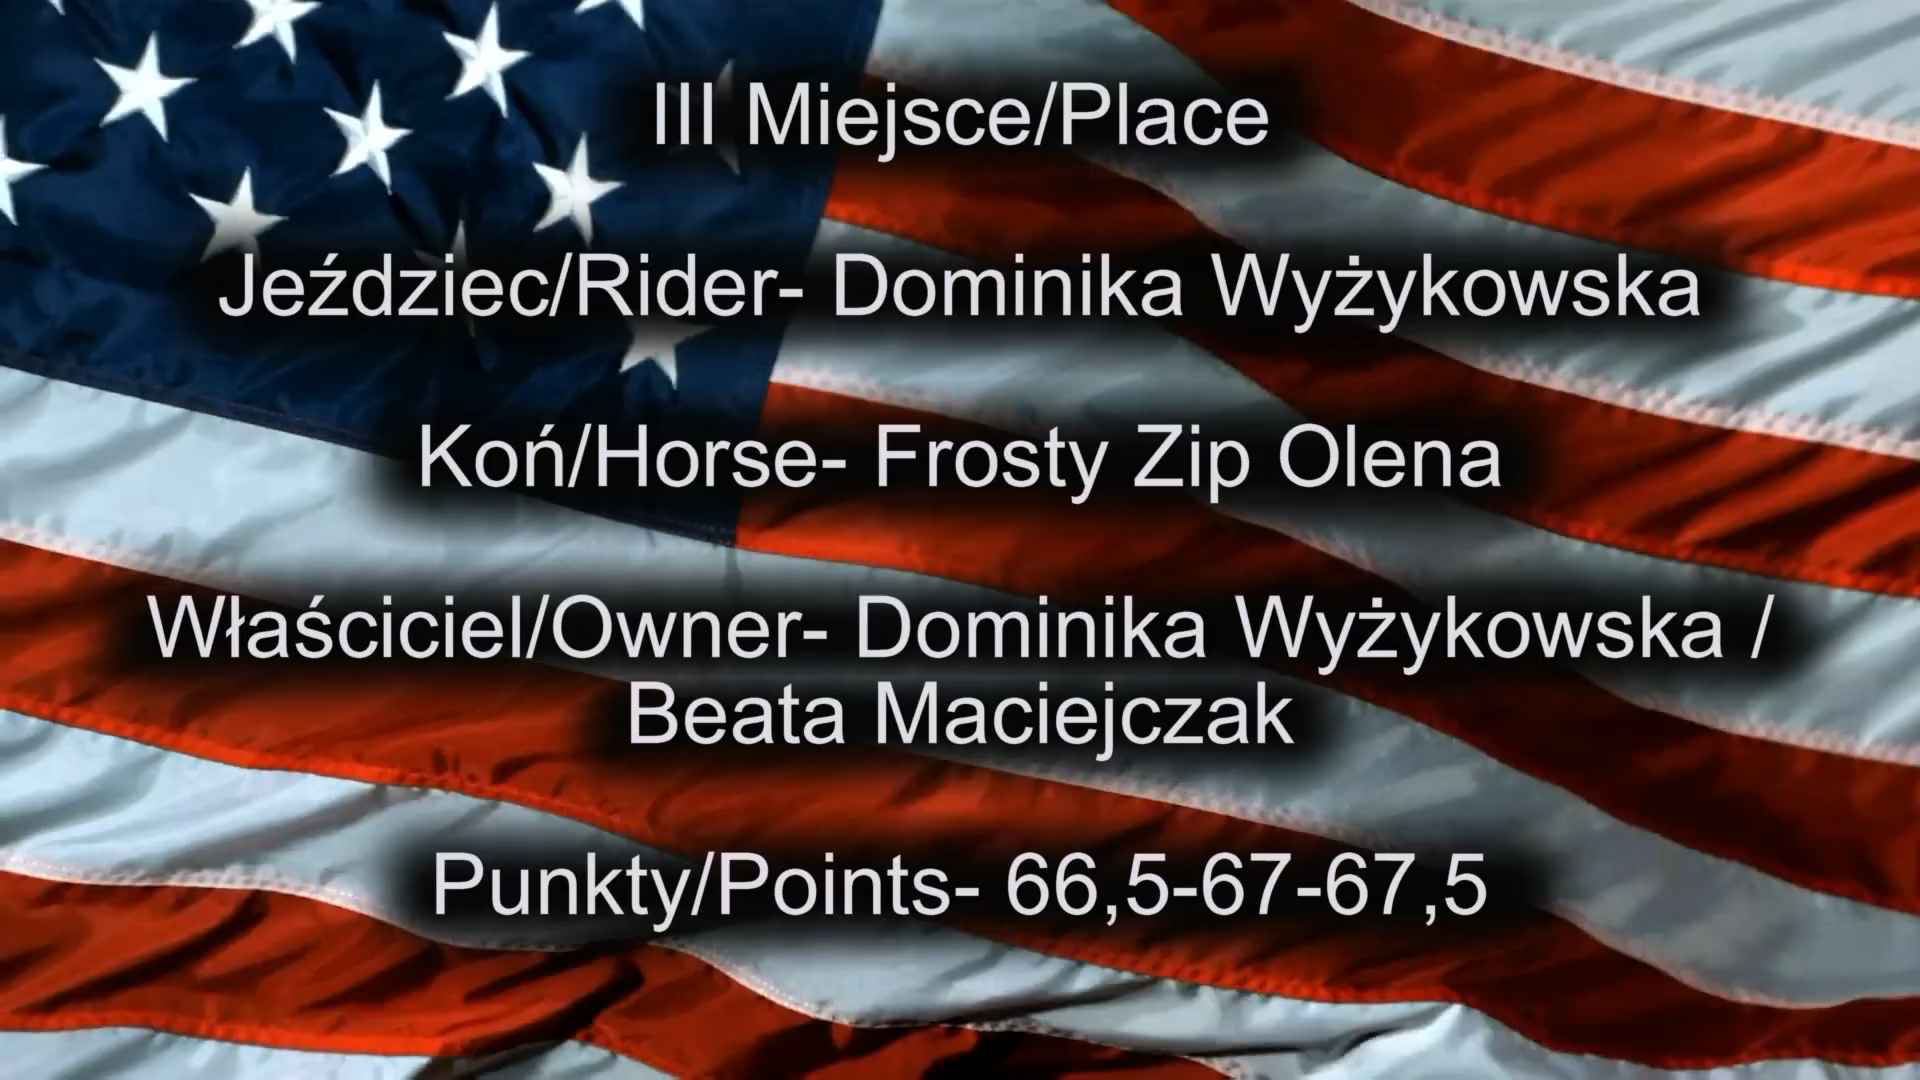 III Miejsce/Place
Jeździec/Rider- Dominika Wyżykowska
Koń/Horse- Frosty Zip Olena
Właściciel/Owner- Dominika Wyżykowska /
Beata Maciejczak
Punkty/Points- 66,5-67-67,5